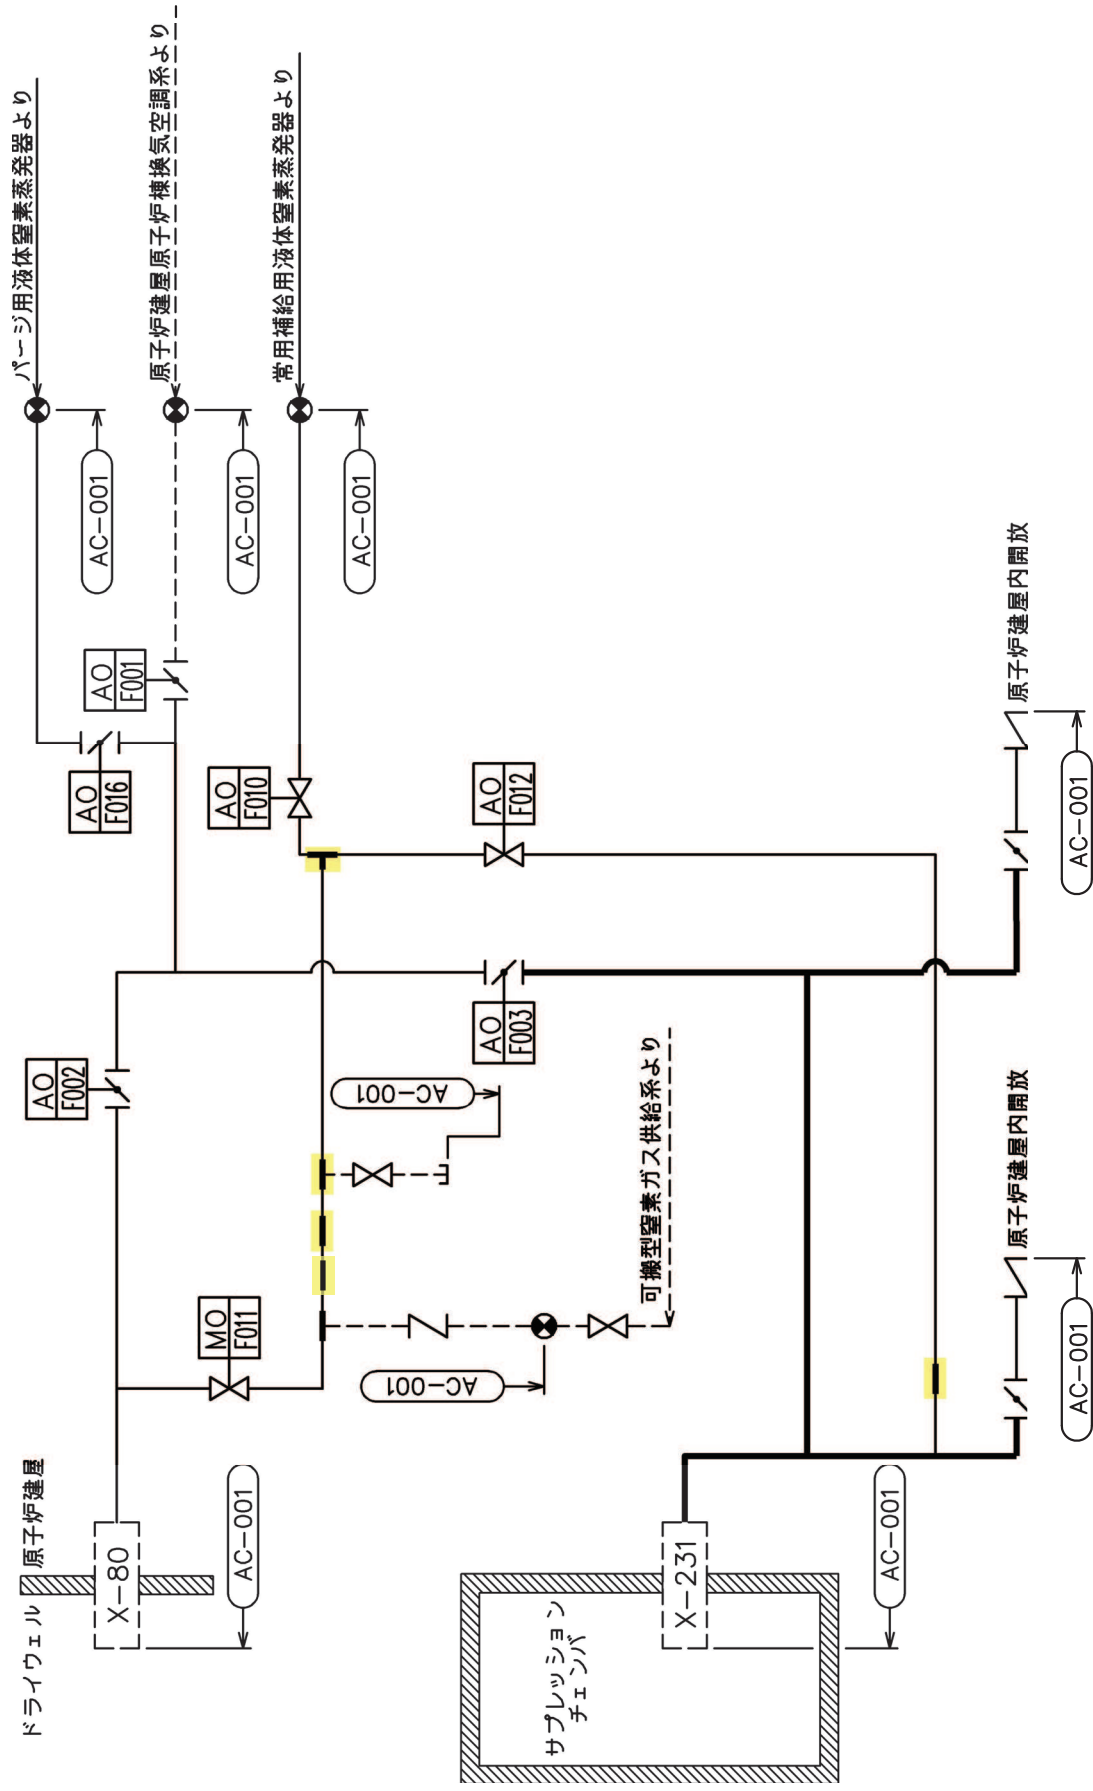 パージ用液体窒素蒸発器より
原子炉建屋原子炉棟換気空調系より
常用補給用液体窒素蒸発器より
AC-001
AC-001
AC-001
AO
F001
AO
F016
AO
F010
AO
F012
原子炉建屋内開放
AC-001
AO
F002
AO
F003
AC-001
可搬型窒素ガス供給系より
MO
F011
AC-001
原子炉建屋内開放
AC-001
ドライウェル
原子炉建屋
X-80
AC-001
サプレッション
チェンバ
X-231
AC-001